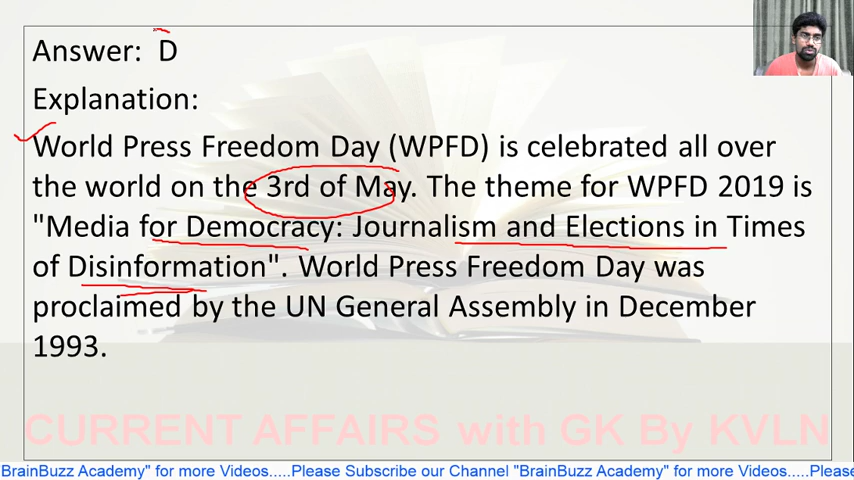 Answer: D
Explanation:
World Press Freedom Day (WPFD) is celebrated all over
the world on the 3rd of May. The theme for WPFD 2019 is
"Media for Democracy: Journalism and Elections in Times
of Disinformation". World Press Freedom Day was
proclaimed by the UN General Assembly in December
1993.
CURRENT AFFAIRS with GK By KVLN
BrainBuzz Academy" for more Videos.....Please Subscribe our Channel "BrainBuzz Academy" for more Videos.....Please